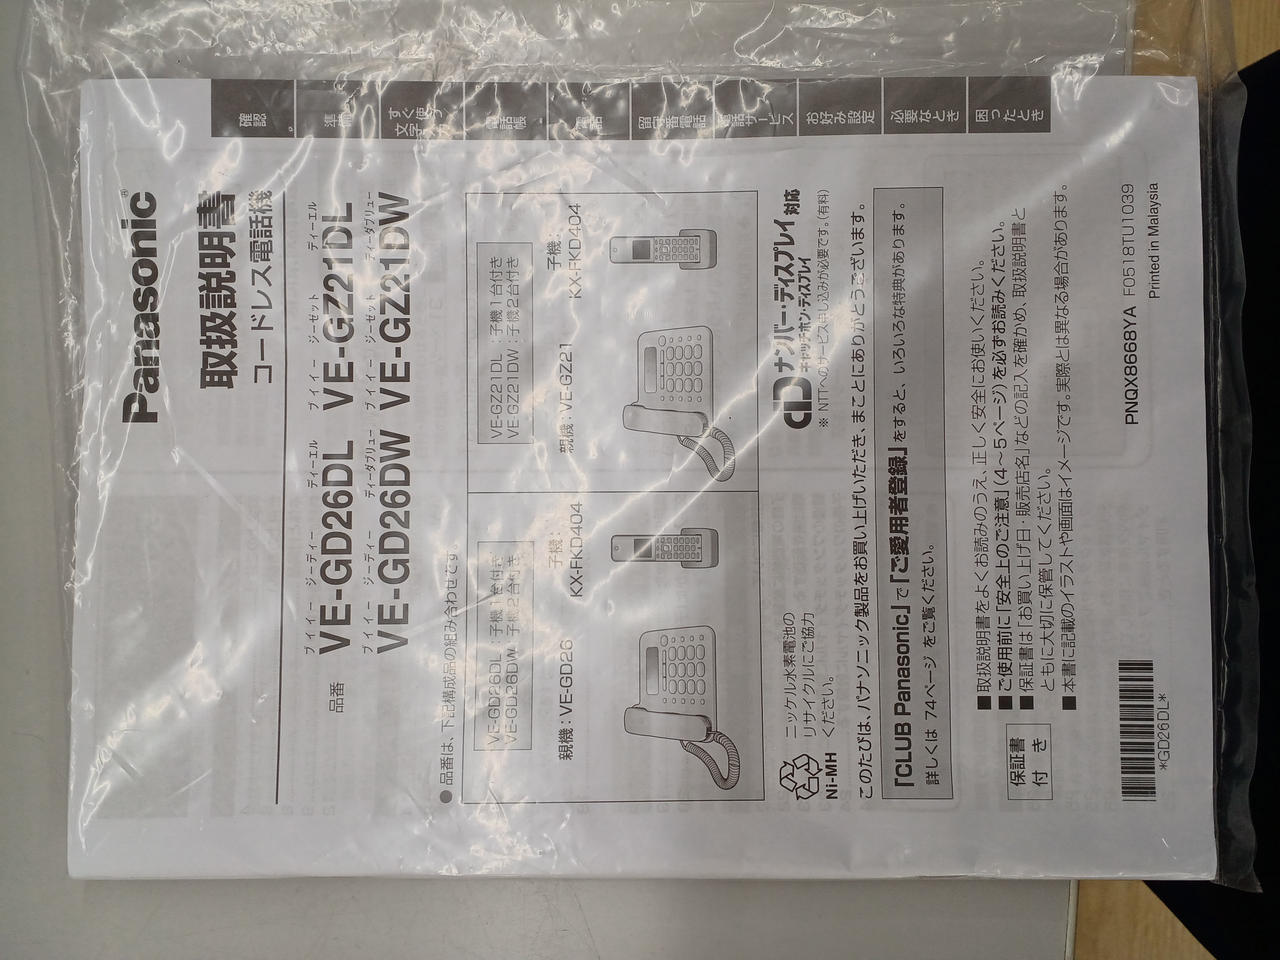 Panasonic®
取扱説明書
コードレス電話機
ブイイー ジーディー ディーエル ブイイー ジーゼット ディーエル
品番 VE-GD26DL VE-GZ21DL
ブイイー ジーディー ディーダブリュー ブイイー ジーゼット ディーダブリュー
VE-GD26DW VE-GZ21DW
●品番は、下記構成品の組み合わせです。
VE-GD26DL：子機1台付き
VE-GD26DW：子機2台付き
親機：VE-GD26
子機：
KX-FKD404
VE-GZ21DL：子機1台付き
VE-GZ21DW：子機2台付き
親機：VE-GZ21
子機：
KX-FKD404
Ni-MH
ニッケル水素電池の
リサイクルにご協力
ください。
ナンバー・ディスプレイ 対応
キャッチホン・ディスプレイ
※ NTTへのサービス申し込みが必要です。(有料)
このたびは、パナソニック製品をお買い上げいただき、まことにありがとうございます。
「CLUB Panasonic」で「ご愛用者登録」をすると、いろいろな特典があります。
詳しくは 74ページ をご覧ください。
保証書
付き
■取扱説明書をよくお読みのうえ、正しく安全にお使いください。
■ご使用前に「安全上のご注意」(4～5ページ)を必ずお読みください。
■保証書は「お買い上げ日・販売店名」などの記入を確かめ、取扱説明書と
ともに大切に保管してください。
■本書に記載のイラストや画面はイメージです。実際とは異なる場合があります。
*GD26DL*
PNQX8668YA F0518TU1039
Printed in Malaysia
確認
準備
すぐ使う
電話帳
電話
留守番電話
電話サービス
お好み設定
必要なとき
困ったとき